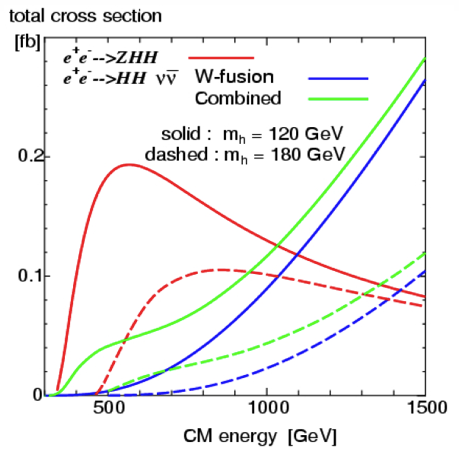 total cross section
[fb]
e⁺e⁻-->ZHH
e⁺e⁻-->HH νν̅ W-fusion
Combined
solid : mₕ = 120 GeV
dashed : mₕ = 180 GeV
0.2
0.1
0
500 1000 1500
CM energy [GeV]